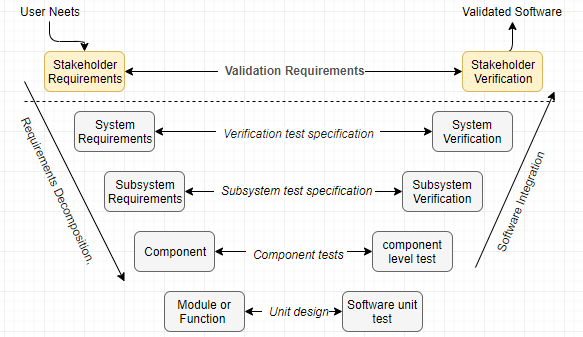 User Neets
Validated Software
Stakeholder
Requirements
Validation Requirements
Stakeholder
Verification
System
Requirements
Verification test specification
System
Verification
Requirements Decomposition.
Subsystem
Requirements
Subsystem test specification
Subsystem
Verification
Software Integration
Component
Component tests
component
level test
Module or
Function
Unit design
Software unit
test